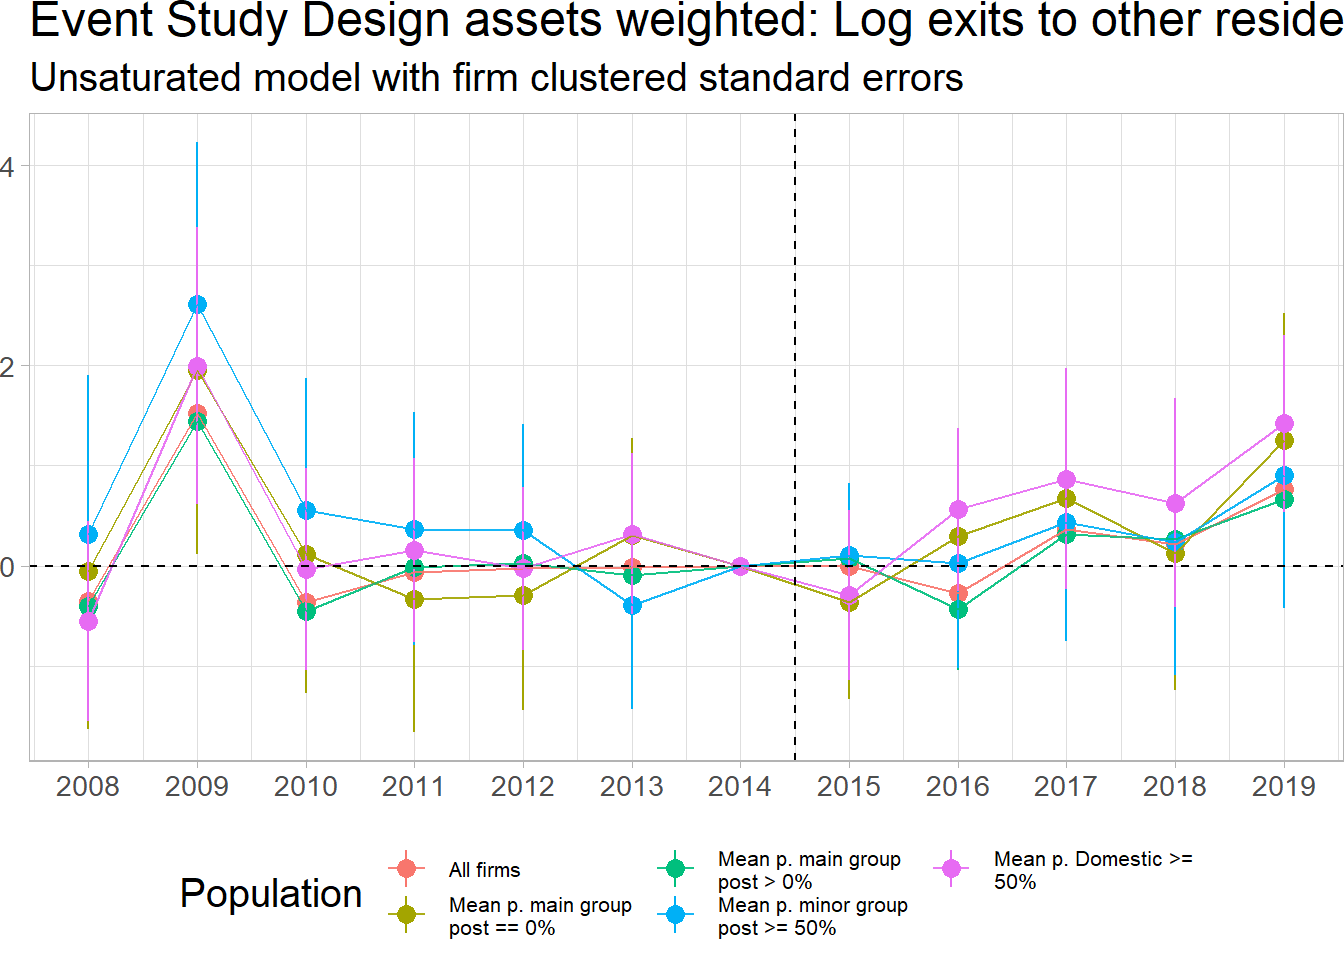 Event Study Design assets weighted: Log exits to other reside
Unsaturated model with firm clustered standard errors
4
2
0
2008 2009 2010 2011 2012 2013 2014 2015 2016 2017 2018 2019
Population
All firms
Mean p. main group
post == 0%
Mean p. main group
post > 0%
Mean p. minor group
post >= 50%
Mean p. Domestic >=
50%